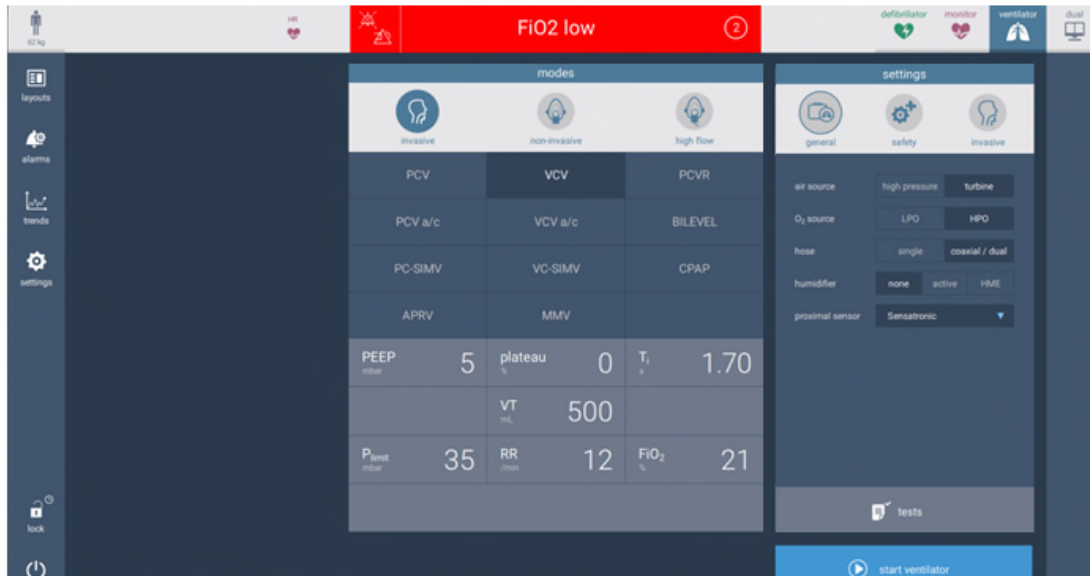 62 kg
HR
FiO2 low
2
defibrillator
monitor
ventilator
dual
layouts
alarms
trends
settings
lock
modes
invasive
non-invasive
high flow
PCV
VCV
PCVR
PCV a/c
VCV a/c
BILEVEL
PC-SIMV
VC-SIMV
CPAP
APRV
MMV
PEEP mbar 5
plateau % 0
Ti s 1.70
VT mL 500
Plimit mbar 35
RR /min 12
FiO₂ % 21
settings
general
safety
invasive
air source high pressure turbine
O₂ source LPO HPO
hose single coaxial / dual
humidifier none active HME
proximal sensor Sensatronic
tests
start ventilator